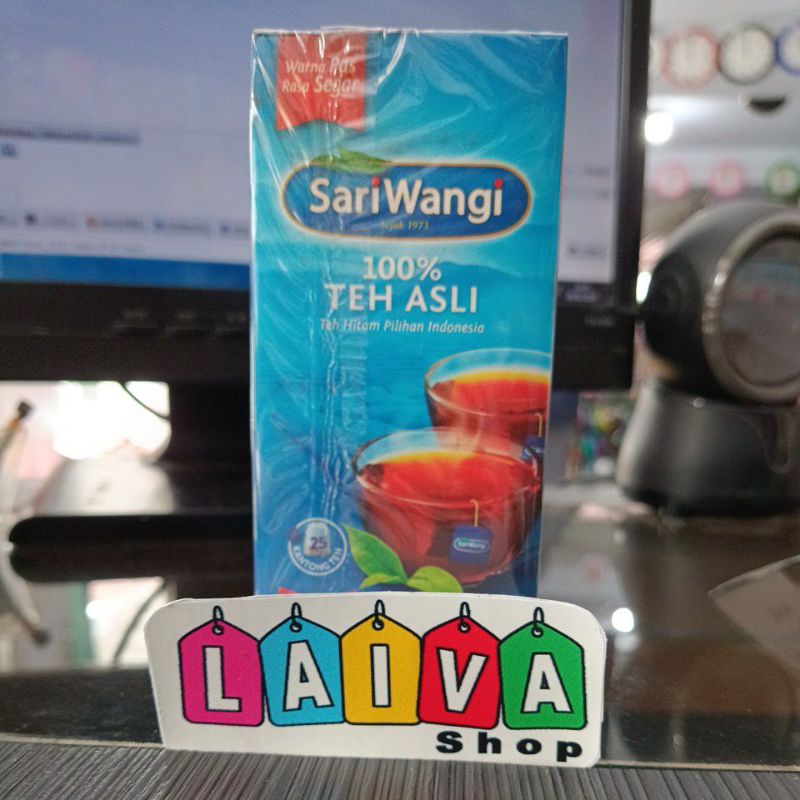 Warna Pas
Rasa Segar
SariWangi
Sejak 1973
100%
TEH ASLI
Teh Hitam Pilihan Indonesia
25
KANTONG TEH
SariWangi
LAIVA
Shop